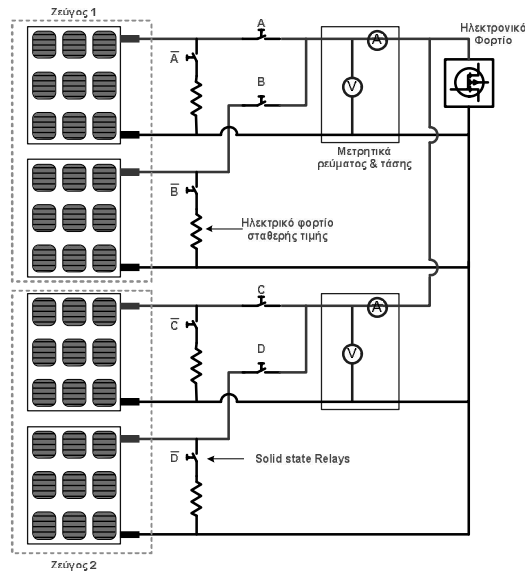 Ζεύγος 1
A
Ηλεκτρονικό
Φορτίο
A
A
B
V
Μετρητικά
ρεύματος & τάσης
B
Ηλεκτρικό φορτίο
σταθερής τιμής
C
A
C
V
D
D
Solid state Relays
Ζεύγος 2